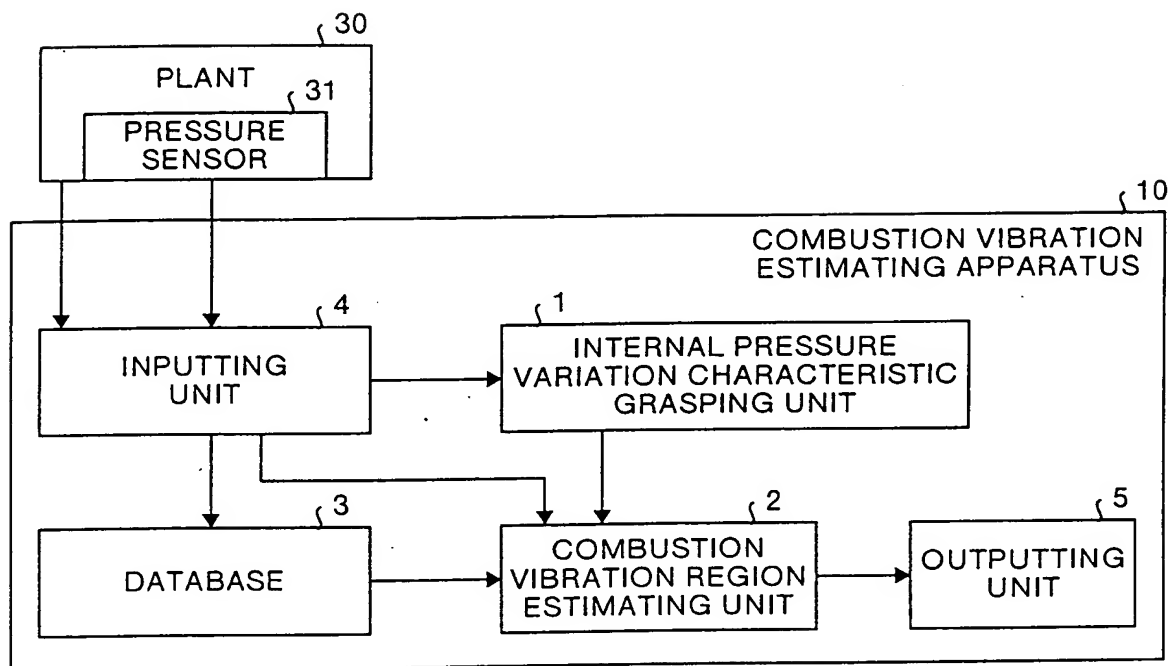 30
PLANT
31
PRESSURE
SENSOR
10
COMBUSTION VIBRATION
ESTIMATING APPARATUS
4
INPUTTING
UNIT
1
INTERNAL PRESSURE
VARIATION CHARACTERISTIC
GRASPING UNIT
3
DATABASE
2
COMBUSTION
VIBRATION REGION
ESTIMATING UNIT
5
OUTPUTTING
UNIT